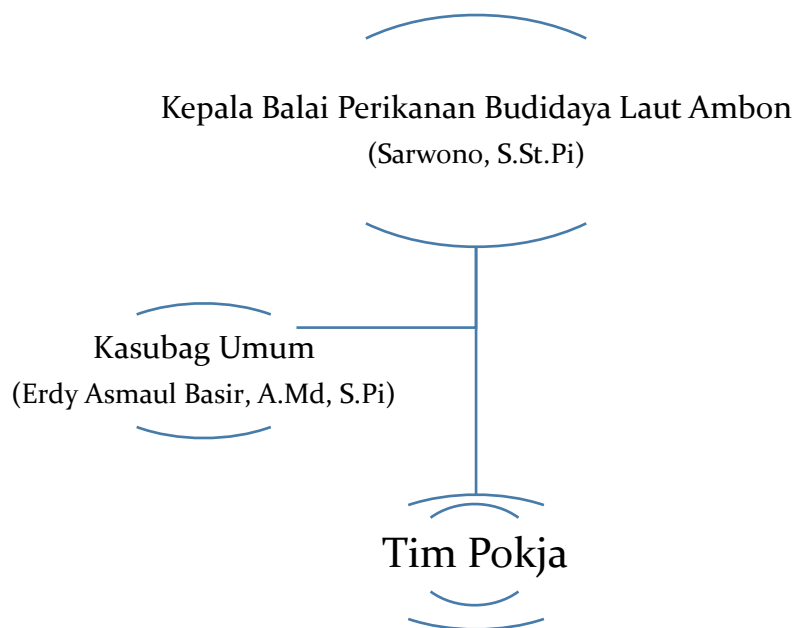 Kepala Balai Perikanan Budidaya Laut Ambon
(Sarwono, S.St.Pi)
Kasubag Umum
(Erdy Asmaul Basir, A.Md, S.Pi)
Tim Pokja